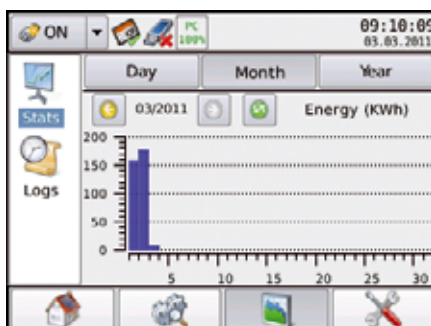 ON
PC
100%
09:10:09
03.03.2011
Stats
Logs
Day Month Year
03/2011 Energy (KWh)
200
150
100
50
0
5 10 15 20 25 30